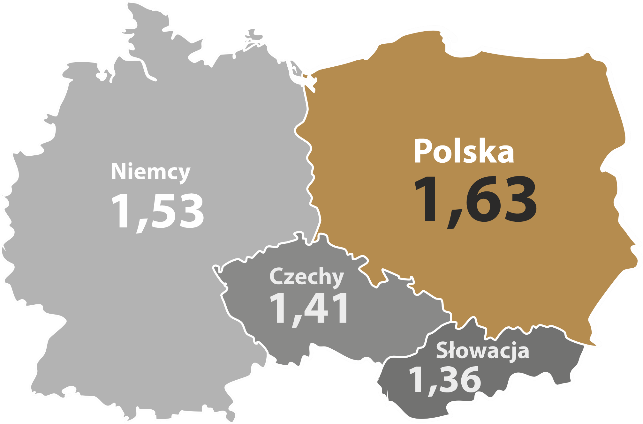 Niemcy
1,53
Polska
1,63
Czechy
1,41
Słowacja
1,36